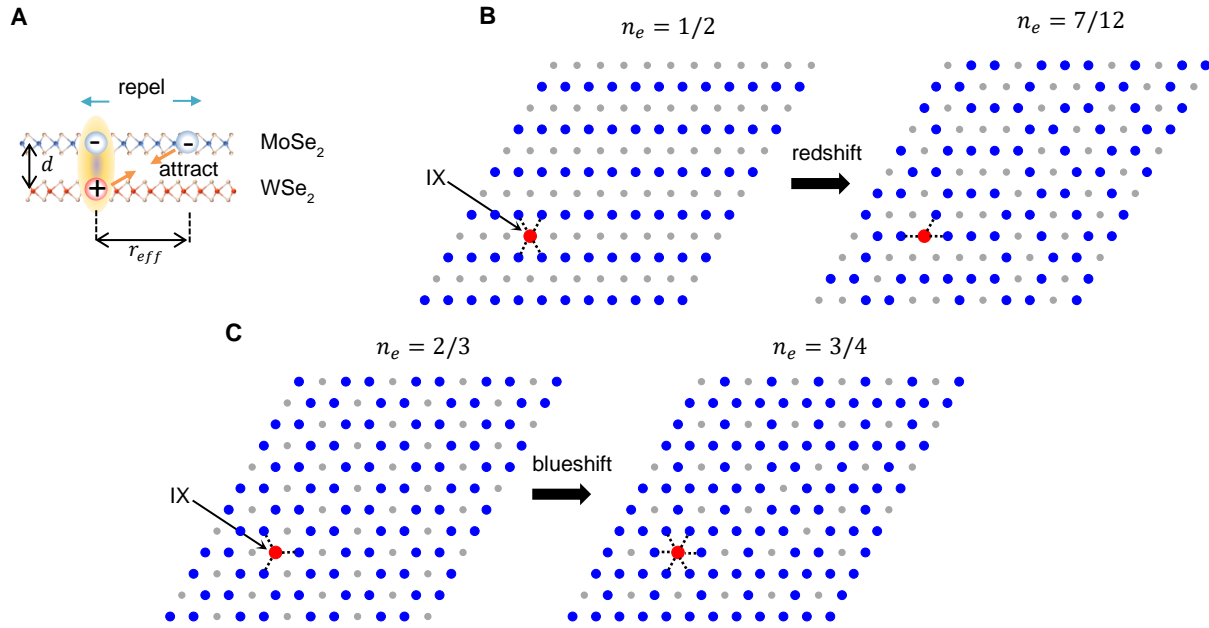 A
repel
- -
MoSe₂
d
attract
+
WSe₂
r_eff
B
n_e = 1/2
n_e = 7/12
IX
redshift
C
n_e = 2/3
n_e = 3/4
IX
blueshift